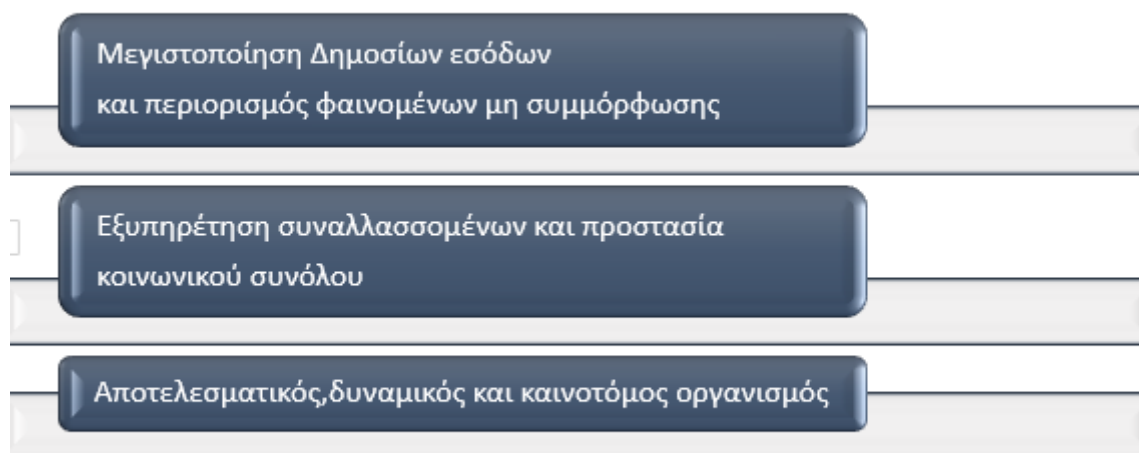 Μεγιστοποίηση Δημοσίων εσόδων
και περιορισμός φαινομένων μη συμμόρφωσης
Εξυπηρέτηση συναλλασσομένων και προστασία
κοινωνικού συνόλου
Αποτελεσματικός,δυναμικός και καινοτόμος οργανισμός